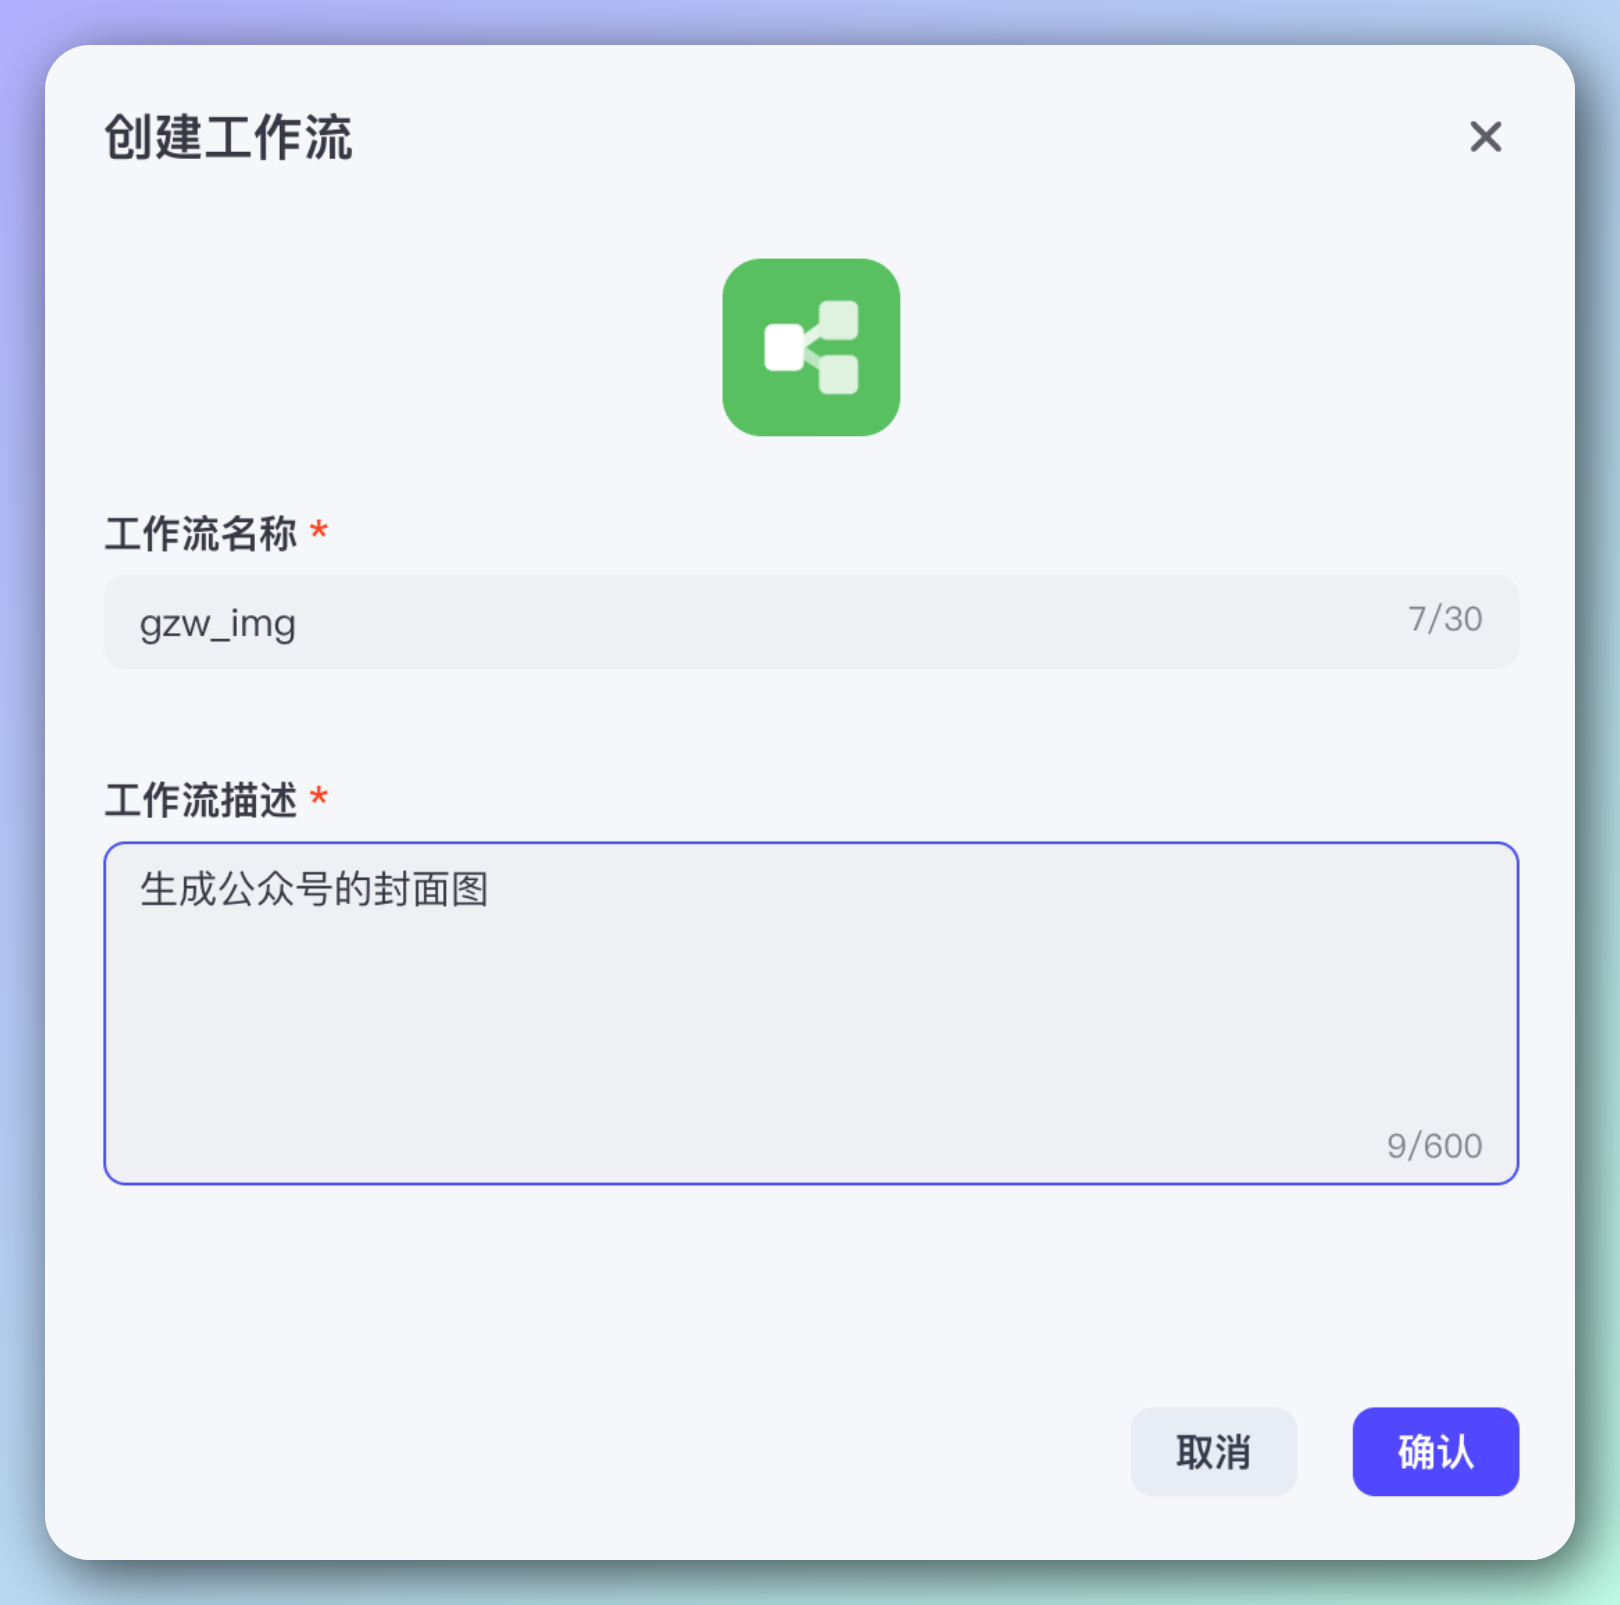 创建工作流
工作流名称 *
gzw_img
7/30
工作流描述 *
生成公众号的封面图
9/600
取消
确认